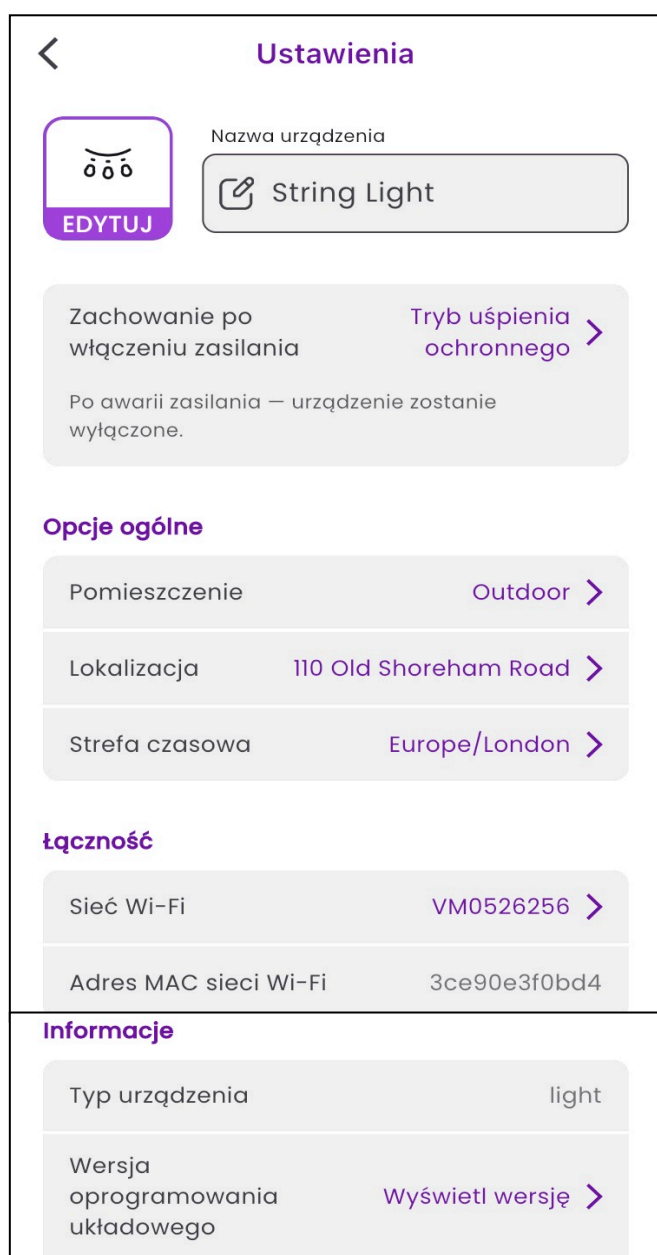 Ustawienia
Nazwa urządzenia
String Light
EDYTUJ
Zachowanie po
włączeniu zasilania
Tryb uśpienia
ochronnego
Po awarii zasilania — urządzenie zostanie
wyłączone.
Opcje ogólne
Pomieszczenie
Outdoor
Lokalizacja
110 Old Shoreham Road
Strefa czasowa
Europe/London
Łączność
Sieć Wi-Fi
VM0526256
Adres MAC sieci Wi-Fi
3ce90e3f0bd4
Informacje
Typ urządzenia
light
Wersja
oprogramowania
układowego
Wyświetl wersję